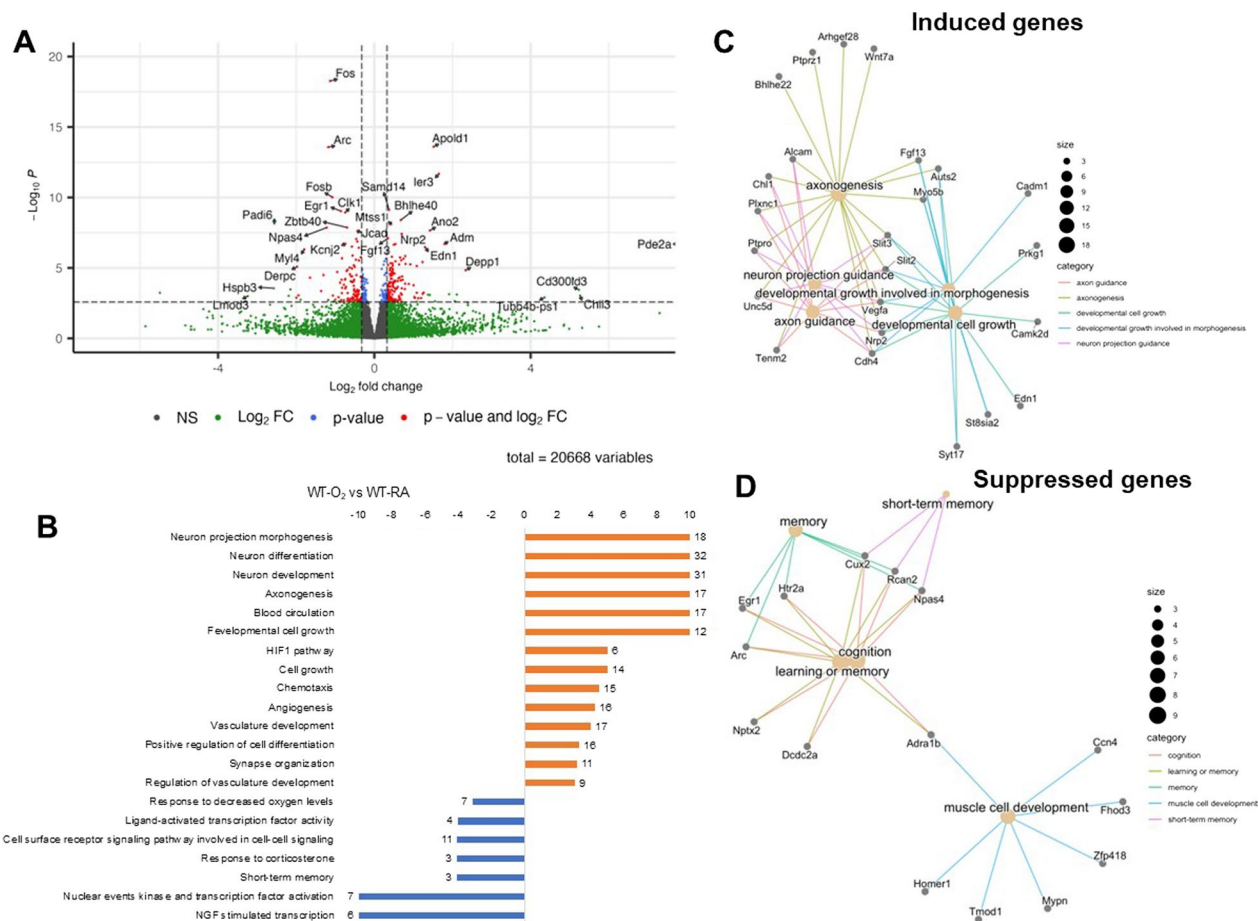 A
20
15
10
5
0
− Log10 P
Fos
Arc
Apold1
Ier3
Fosb
Egr1
Clk1
Samd14
Mtss1
Bhlhe40
Padi6
Zbtb40
Ano2
Npas4
Jcad
Kcnj2
Fgf13
Nrp2
Adm
Pde2a
Myl4
Edn1
Derpc
Depp1
Hspb3
Cd300ld3
Lmod3
Tubb4b-ps1
Chil3
-4
0
4
Log2 fold change
NS
Log2 FC
p-value
p – value and log2 FC
total = 20668 variables
B
WT-O2 vs WT-RA
-10 -8 -6 -4 -2 0 2 4 6 8 10
Neuron projection morphogenesis 18
Neuron differentiation 32
Neuron development 31
Axonogenesis 17
Blood circulation 17
Fevelopmental cell growth 12
HIF1 pathway 6
Cell growth 14
Chemotaxis 15
Angiogenesis 16
Vasculature development 17
Positive regulation of cell differentiation 16
Synapse organization 11
Regulation of vasculature development 9
Response to decreased oxygen levels 7
Ligand-activated transcription factor activity 4
Cell surface receptor signaling pathway involved in cell-cell signaling 11
Response to corticosterone 3
Short-term memory 3
Nuclear events kinase and transcription factor activation 7
NGF stimulated transcription 6
C
Induced genes
Arhgef28
Ptprz1
Wnt7a
Bhlhe22
Alcam
Fgf13
Chl1
axonogenesis
Auts2
Myo5b
Cadm1
Plxnc1
Ptpro
Slit3
Prkg1
Slit2
neuron projection guidance
developmental growth involved in morphogenesis
Unc5d
Vegfa
axon guidance
developmental cell growth
Camk2d
Nrp2
Tenm2
Cdh4
Edn1
St8sia2
Syt17
size
3
6
9
12
15
18
category
axon guidance
axonogenesis
developmental cell growth
developmental growth involved in morphogenesis
neuron projection guidance
D
Suppressed genes
short-term memory
memory
Cux2
Rcan2
Htr2a
Npas4
Egr1
Arc
cognition
learning or memory
Nptx2
Dcdc2a
Adra1b
Ccn4
muscle cell development
Fhod3
Zfp418
Homer1
Mypn
Tmod1
size
3
4
5
6
7
8
9
category
cognition
learning or memory
memory
muscle cell development
short-term memory